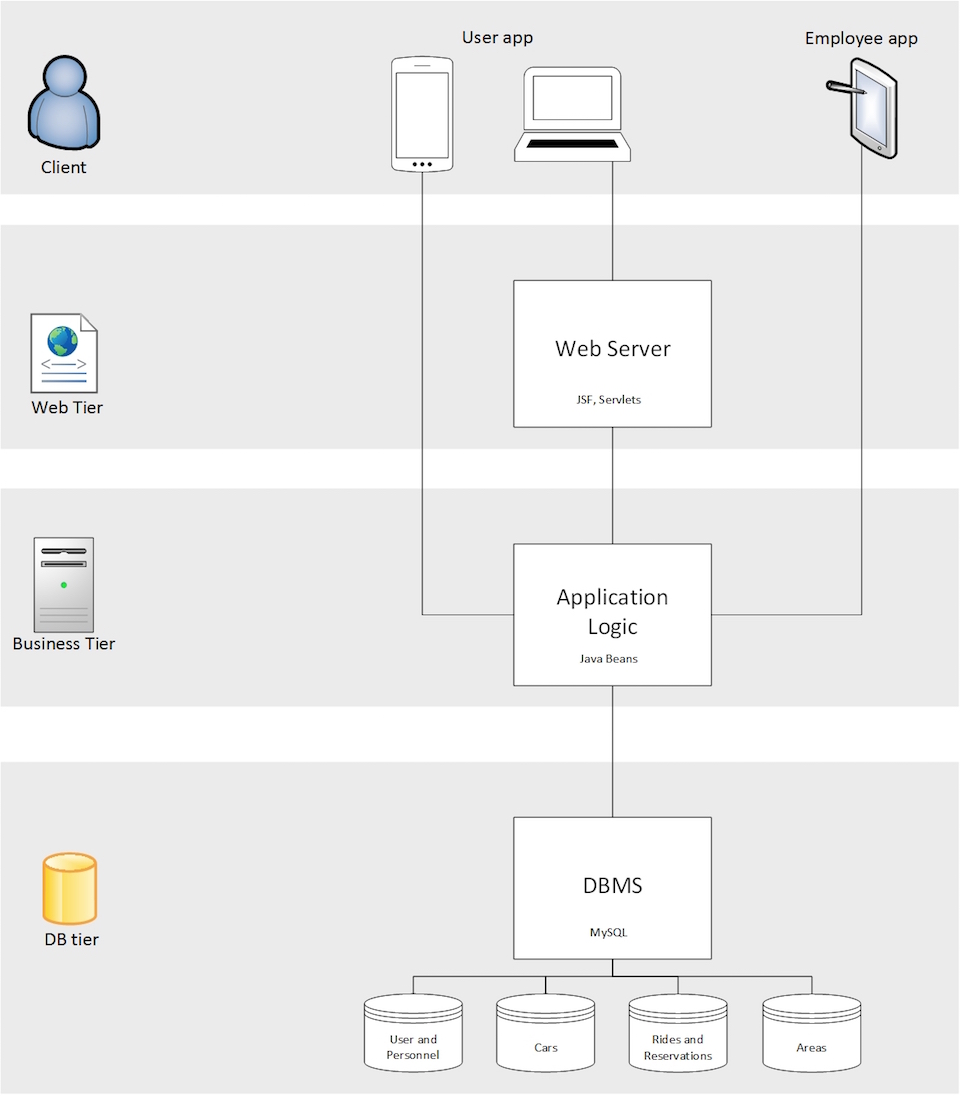 User app
Employee app
Client
Web Server
JSF, Servlets
Web Tier
Application
Logic
Java Beans
Business Tier
DBMS
MySQL
DB tier
User and
Personnel
Cars
Rides and
Reservations
Areas